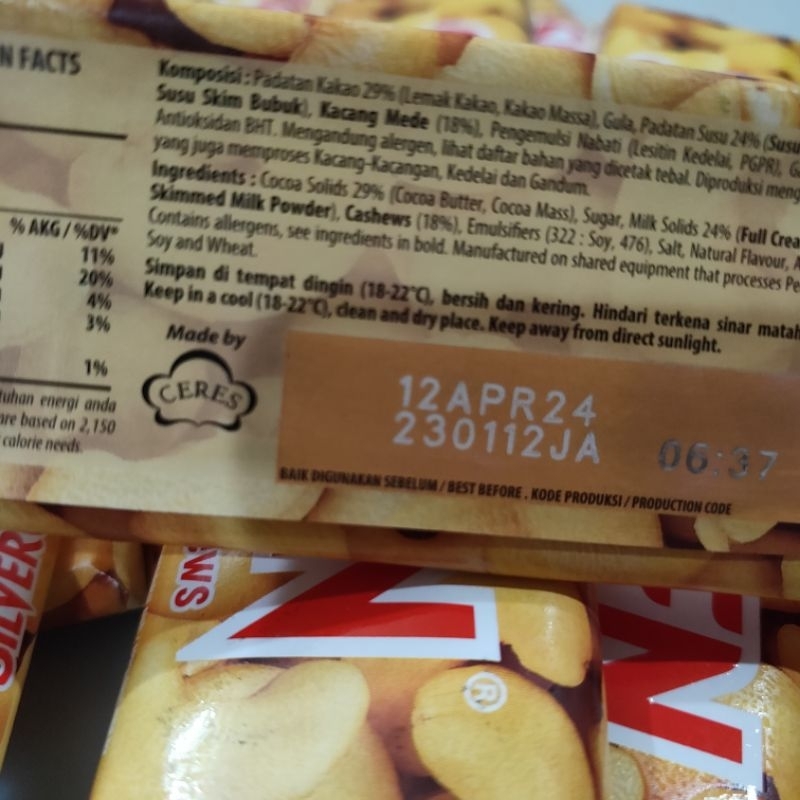 N FACTS
% AKG / %DV*
11%
20%
4%
3%
1%
tuhan energi anda
are based on 2,150
calorie needs.
Komposisi : Padatan Kakao 29% (Lemak Kakao, Kakao Massa), Gula, Padatan Susu 24% (Susu
Susu Skim Bubuk), Kacang Mede (18%), Pengemulsi Nabati (Lesitin Kedelai, PGPR), G
Antioksidan BHT. Mengandung alergen, lihat daftar bahan yang dicetak tebal. Diproduksi meng
yang juga memproses Kacang-Kacangan, Kedelai dan Gandum.
Ingredients : Cocoa Solids 29% (Cocoa Butter, Cocoa Mass), Sugar, Milk Solids 24% (Full Crea
Skimmed Milk Powder), Cashews (18%), Emulsifiers (322 : Soy, 476), Salt, Natural Flavour, A
Contains allergens, see ingredients in bold. Manufactured on shared equipment that processes Pe
Soy and Wheat.
Simpan di tempat dingin (18-22°C), bersih dan kering. Hindari terkena sinar matah
Keep in a cool (18-22°C), clean and dry place. Keep away from direct sunlight.
Made by
CERES
12APR24
230112JA 06:37
BAIK DIGUNAKAN SEBELUM / BEST BEFORE . KODE PRODUKSI / PRODUCTION CODE
SILVER
EWS
N
®